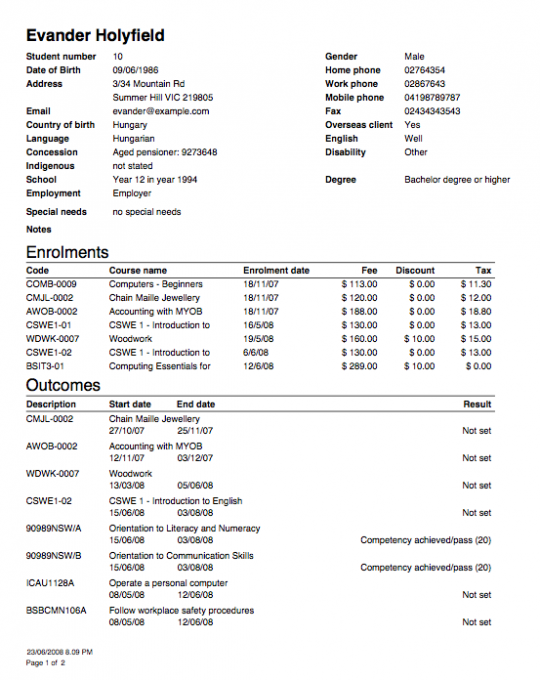 Evander Holyfield
Student number 10 Gender Male
Date of Birth 09/06/1986 Home phone 02764354
Address 3/34 Mountain Rd Work phone 02867643
Summer Hill VIC 219805 Mobile phone 04198789787
Email evander@example.com Fax 02434343543
Country of birth Hungary Overseas client Yes
Language Hungarian English Well
Concession Aged pensioner: 9273648 Disability Other
Indigenous not stated
School Year 12 in year 1994 Degree Bachelor degree or higher
Employment Employer
Special needs no special needs
Notes
Enrolments
Code Course name Enrolment date Fee Discount Tax
COMB-0009 Computers - Beginners 18/11/07 $ 113.00 $ 0.00 $ 11.30
CMJL-0002 Chain Maille Jewellery 18/11/07 $ 120.00 $ 0.00 $ 12.00
AWOB-0002 Accounting with MYOB 18/11/07 $ 188.00 $ 0.00 $ 18.80
CSWE1-01 CSWE 1 - Introduction to 16/5/08 $ 130.00 $ 0.00 $ 13.00
WDWK-0007 Woodwork 19/5/08 $ 160.00 $ 10.00 $ 15.00
CSWE1-02 CSWE 1 - Introduction to 6/6/08 $ 130.00 $ 0.00 $ 13.00
BSIT3-01 Computing Essentials for 12/6/08 $ 289.00 $ 10.00 $ 0.00
Outcomes
Description Start date End date Result
CMJL-0002 Chain Maille Jewellery
27/10/07 25/11/07 Not set
AWOB-0002 Accounting with MYOB
12/11/07 03/12/07 Not set
WDWK-0007 Woodwork
13/03/08 05/06/08 Not set
CSWE1-02 CSWE 1 - Introduction to English
15/06/08 03/08/08 Not set
90989NSW/A Orientation to Literacy and Numeracy
15/06/08 03/08/08 Competency achieved/pass (20)
90989NSW/B Orientation to Communication Skills
15/06/08 03/08/08 Competency achieved/pass (20)
ICAU1128A Operate a personal computer
08/05/08 12/06/08 Not set
BSBCMN106A Follow workplace safety procedures
08/05/08 12/06/08 Not set
23/06/2008 8.09 PM
Page 1 of 2